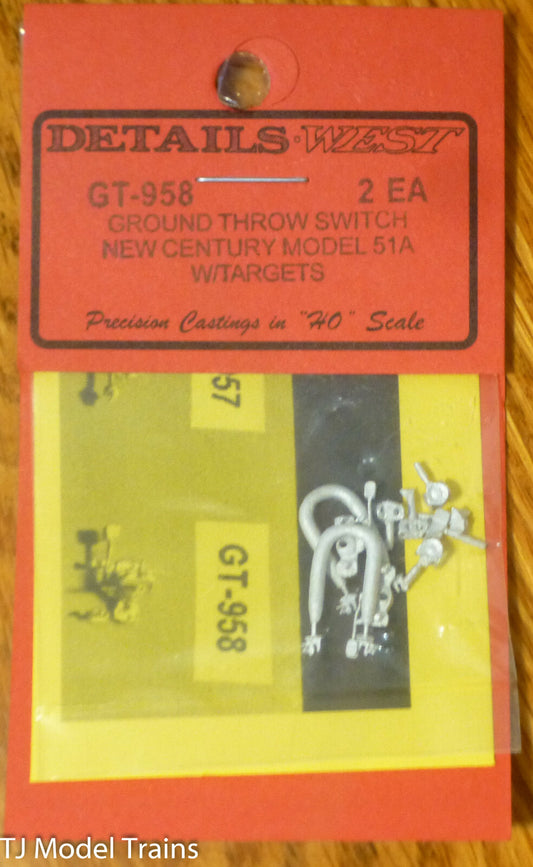 DETAILS·WEST
GT-958 2 EA
GROUND THROW SWITCH
NEW CENTURY MODEL 51A
W/TARGETS
Precision Castings in "HO" Scale
57
GT-958
TJ Model Trains